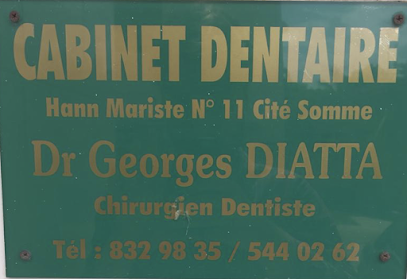 CABINET DENTAIRE
Hann Mariste N° 11 Cité Somme
Dr Georges DIATTA
Chirurgien Dentiste
Tél : 832 98 35 / 544 02 62